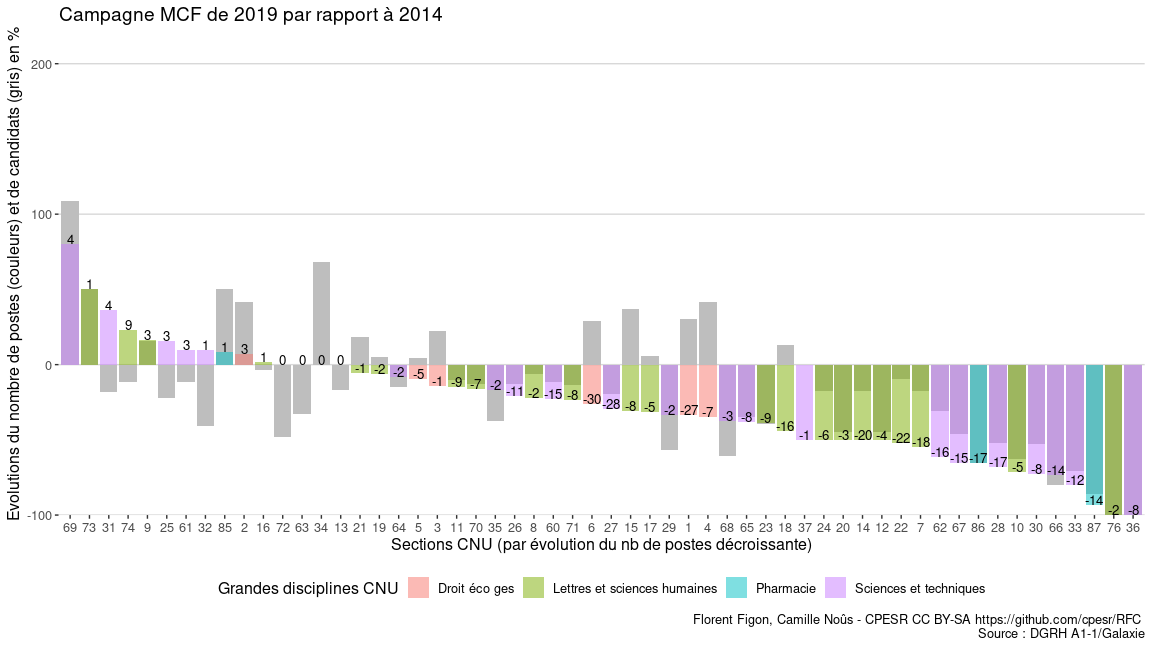 Campagne MCF de 2019 par rapport à 2014
Evolutions du nombre de postes (couleurs) et de candidats (gris) en %
200
100
0
-100
4 1 4 9 3 3 1 1 1 3 1 0 0 0 0 -1 -2 -2 -5 -1 -9 -7 -2 -11 -2 -15 -8 -30 -28 -8 -5 -2 -27 -7 -3 -8 -9 -16 -1 -6 -3 -20 -4 -22 -18 -16 -15 -17 -17 -5 -8 -14 -12 -14 -2 -8
69 73 31 74 9 25 61 32 85 2 16 72 63 34 13 21 19 64 5 3 11 70 35 26 8 60 71 6 27 15 17 29 1 4 68 65 23 18 37 24 20 14 12 22 7 62 67 86 28 10 30 66 33 87 76 36
Sections CNU (par évolution du nb de postes décroissante)
Grandes disciplines CNU Droit éco ges Lettres et sciences humaines Pharmacie Sciences et techniques
Florent Figon, Camille Noûs - CPESR CC BY-SA https://github.com/cpesr/RFC
Source : DGRH A1-1/Galaxie